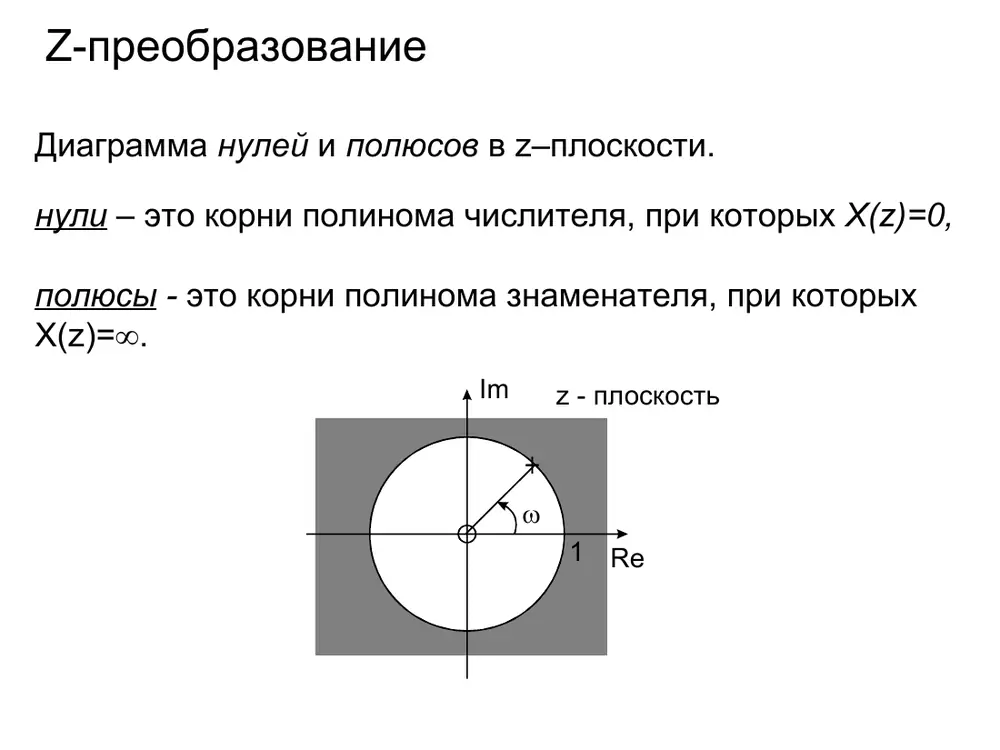 Z-преобразование
Диаграмма нулей и полюсов в z–плоскости.
нули – это корни полинома числителя, при которых X(z)=0,
полюсы - это корни полинома знаменателя, при которых
X(z)=∞.
Im
z - плоскость
ω
1
Re